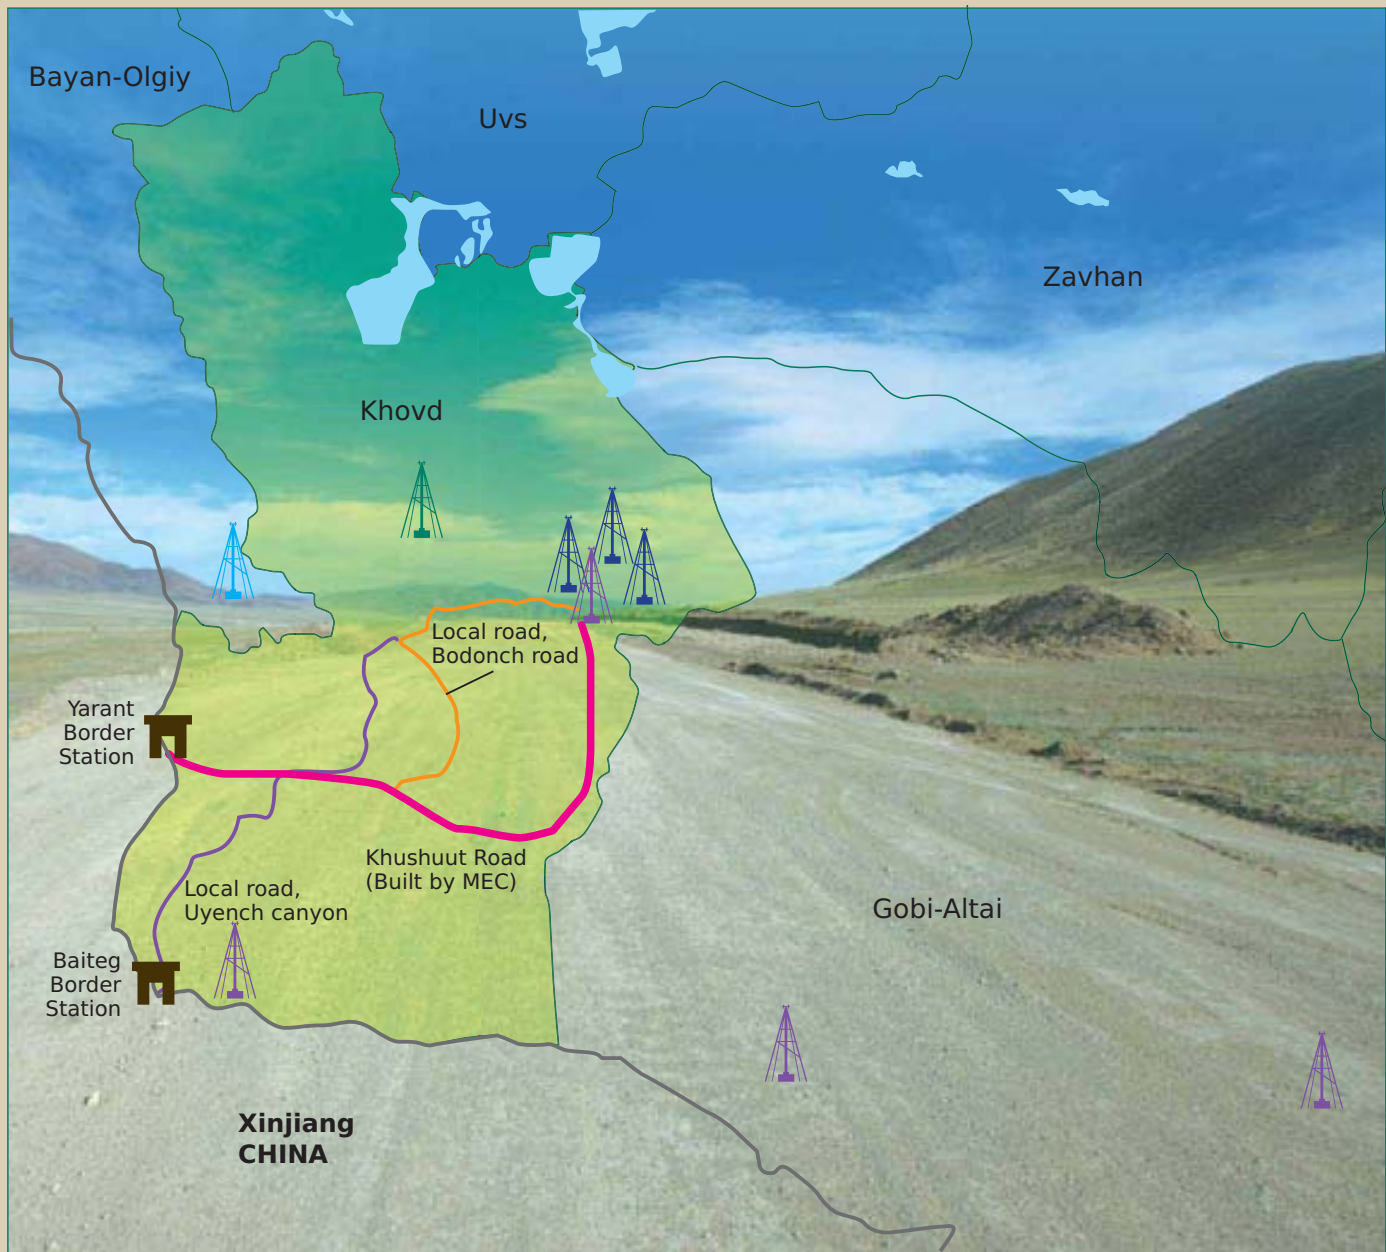 Bayan-Olgiy
Uvs
Zavhan
Khovd
Local road,
Bodonch road
Yarant
Border
Station
Khushuut Road
(Built by MEC)
Local road,
Uyench canyon
Gobi-Altai
Baiteg
Border
Station
Xinjiang
CHINA